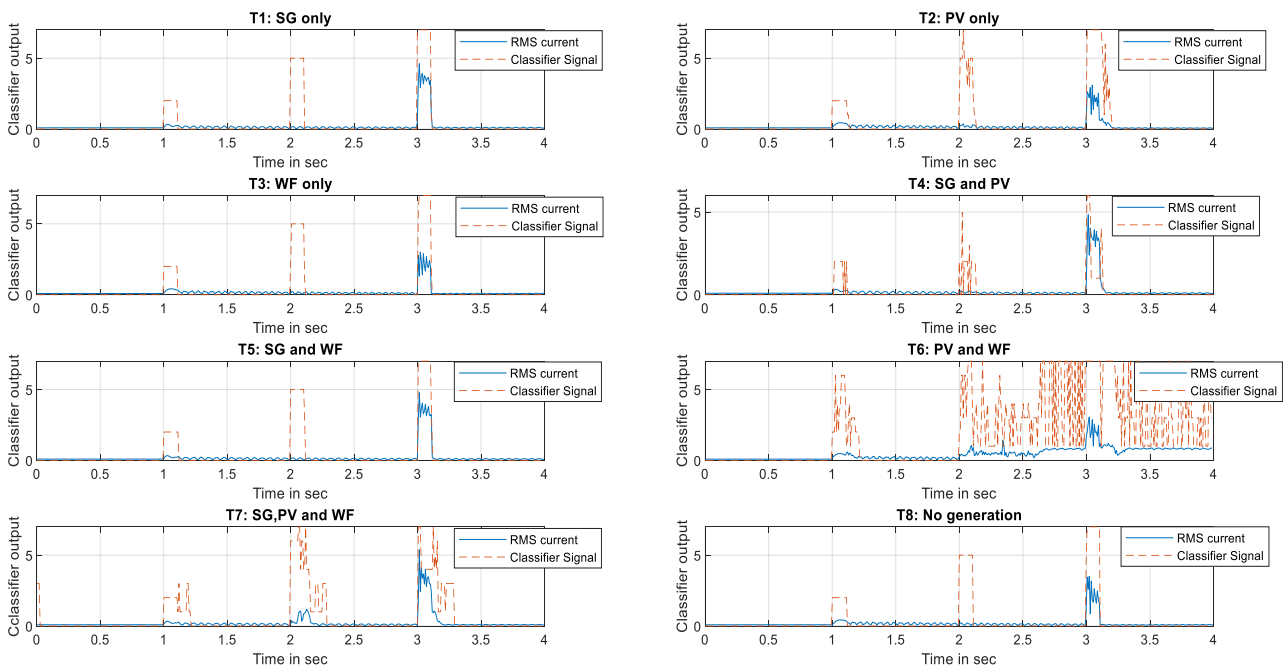 T1: SG only
Classifier output
5
0
0 0.5 1 1.5 2 2.5 3 3.5 4
Time in sec
RMS current
Classifier Signal
T2: PV only
Classifier output
5
0
0 0.5 1 1.5 2 2.5 3 3.5 4
Time in sec
RMS current
Classifier Signal
T3: WF only
Classifier output
5
0
0 0.5 1 1.5 2 2.5 3 3.5 4
Time in sec
RMS current
Classifier Signal
T4: SG and PV
Classifier output
5
0
0 0.5 1 1.5 2 2.5 3 3.5 4
Time in sec
RMS current
Classifier Signal
T5: SG and WF
Classifier output
5
0
0 0.5 1 1.5 2 2.5 3 3.5 4
Time in sec
RMS current
Classifier Signal
T6: PV and WF
Classifier output
5
0
0 0.5 1 1.5 2 2.5 3 3.5 4
Time in sec
RMS current
Classifier Signal
T7: SG,PV and WF
Cclassifier output
5
0
0 0.5 1 1.5 2 2.5 3 3.5 4
Time in sec
RMS current
Classifier Signal
T8: No generation
Classifier output
5
0
0 0.5 1 1.5 2 2.5 3 3.5 4
Time in sec
RMS current
Classifier Signal